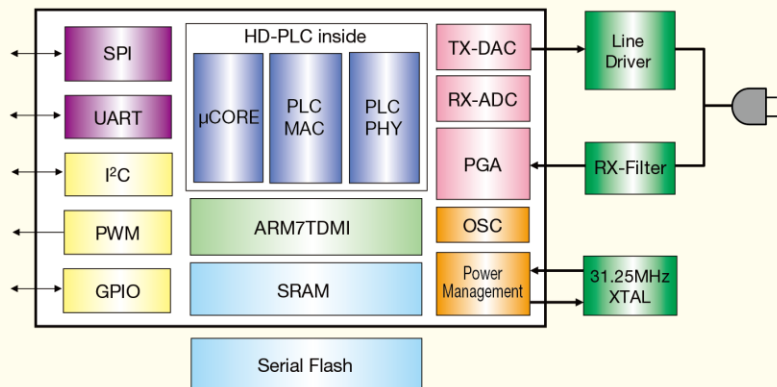 SPI
UART
I²C
PWM
GPIO
HD-PLC inside
µCORE
PLC
MAC
PLC
PHY
ARM7TDMI
SRAM
Serial Flash
TX-DAC
RX-ADC
PGA
OSC
Power
Management
Line
Driver
RX-Filter
31.25MHz
XTAL